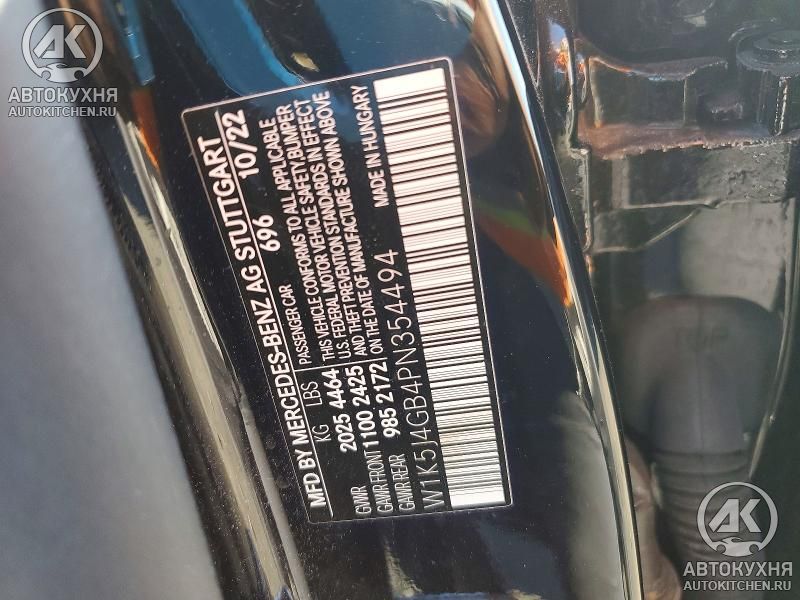 АК
АВТОКУХНЯ
AUTOKITCHEN.RU
MFD BY MERCEDES-BENZ AG STUTTGART
696 10/22
PASSENGER CAR
KG LBS
THIS VEHICLE CONFORMS TO ALL APPLICABLE
U.S. FEDERAL MOTOR VEHICLE SAFETY,BUMPER
AND THEFT PREVENTION STANDARDS IN EFFECT
ON THE DATE OF MANUFACTURE SHOWN ABOVE
GVWR 2025 4464
GAWR FRONT 1100 2425
GAWR REAR 985 2172
MADE IN HUNGARY
W1K5J4GB4PN354494
АК
АВТОКУХНЯ
AUTOKITCHEN.RU